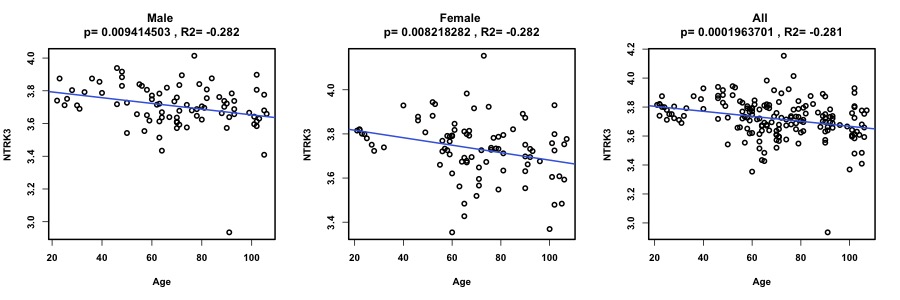 Male
p= 0.009414503 , R2= -0.282
NTRK3
4.0
3.8
3.6
3.4
3.2
3.0
20 40 60 80 100
Age
Female
p= 0.008218282 , R2= -0.282
NTRK3
4.0
3.8
3.6
3.4
20 40 60 80 100
Age
All
p= 0.0001963701 , R2= -0.281
NTRK3
4.2
4.0
3.8
3.6
3.4
3.2
3.0
20 40 60 80 100
Age